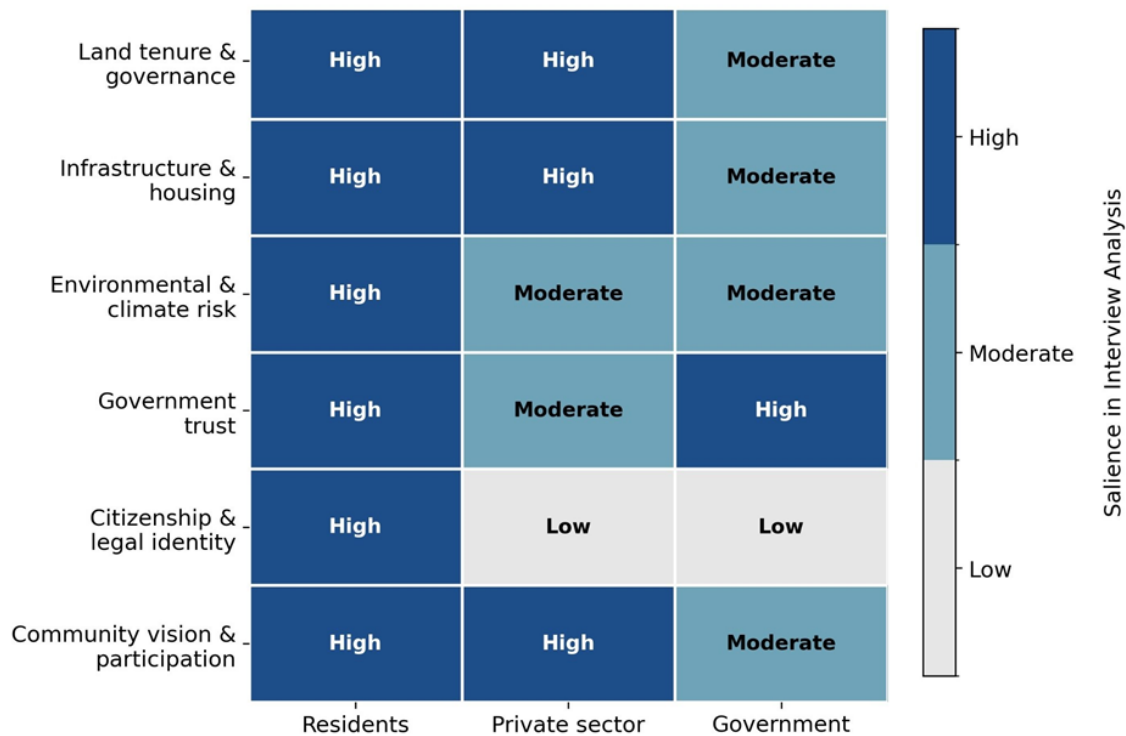 Land tenure &
governance
High
High
Moderate
Infrastructure &
housing
High
High
Moderate
Environmental &
climate risk
High
Moderate
Moderate
Government
trust
High
Moderate
High
Citizenship &
legal identity
High
Low
Low
Community vision &
participation
High
High
Moderate
Residents
Private sector
Government
High
Moderate
Low
Salience in Interview Analysis